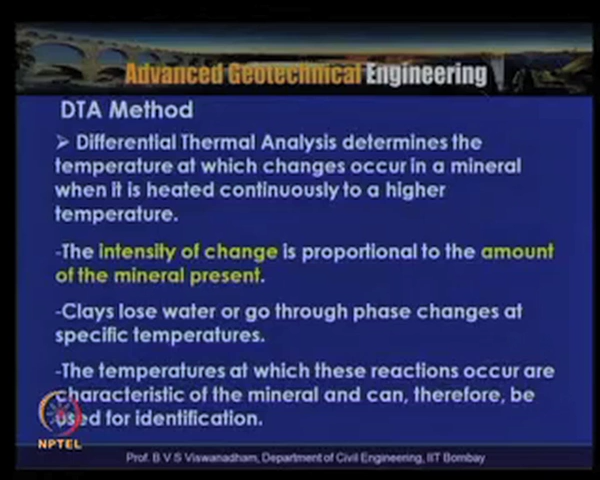 Advanced Geotechnical Engineering
DTA Method
➢ Differential Thermal Analysis determines the
temperature at which changes occur in a mineral
when it is heated continuously to a higher
temperature.
-The intensity of change is proportional to the amount
of the mineral present.
-Clays lose water or go through phase changes at
specific temperatures.
-The temperatures at which these reactions occur are
characteristic of the mineral and can, therefore, be
used for identification.
NPTEL
Prof. B V S Viswanadham, Department of Civil Engineering, IIT Bombay